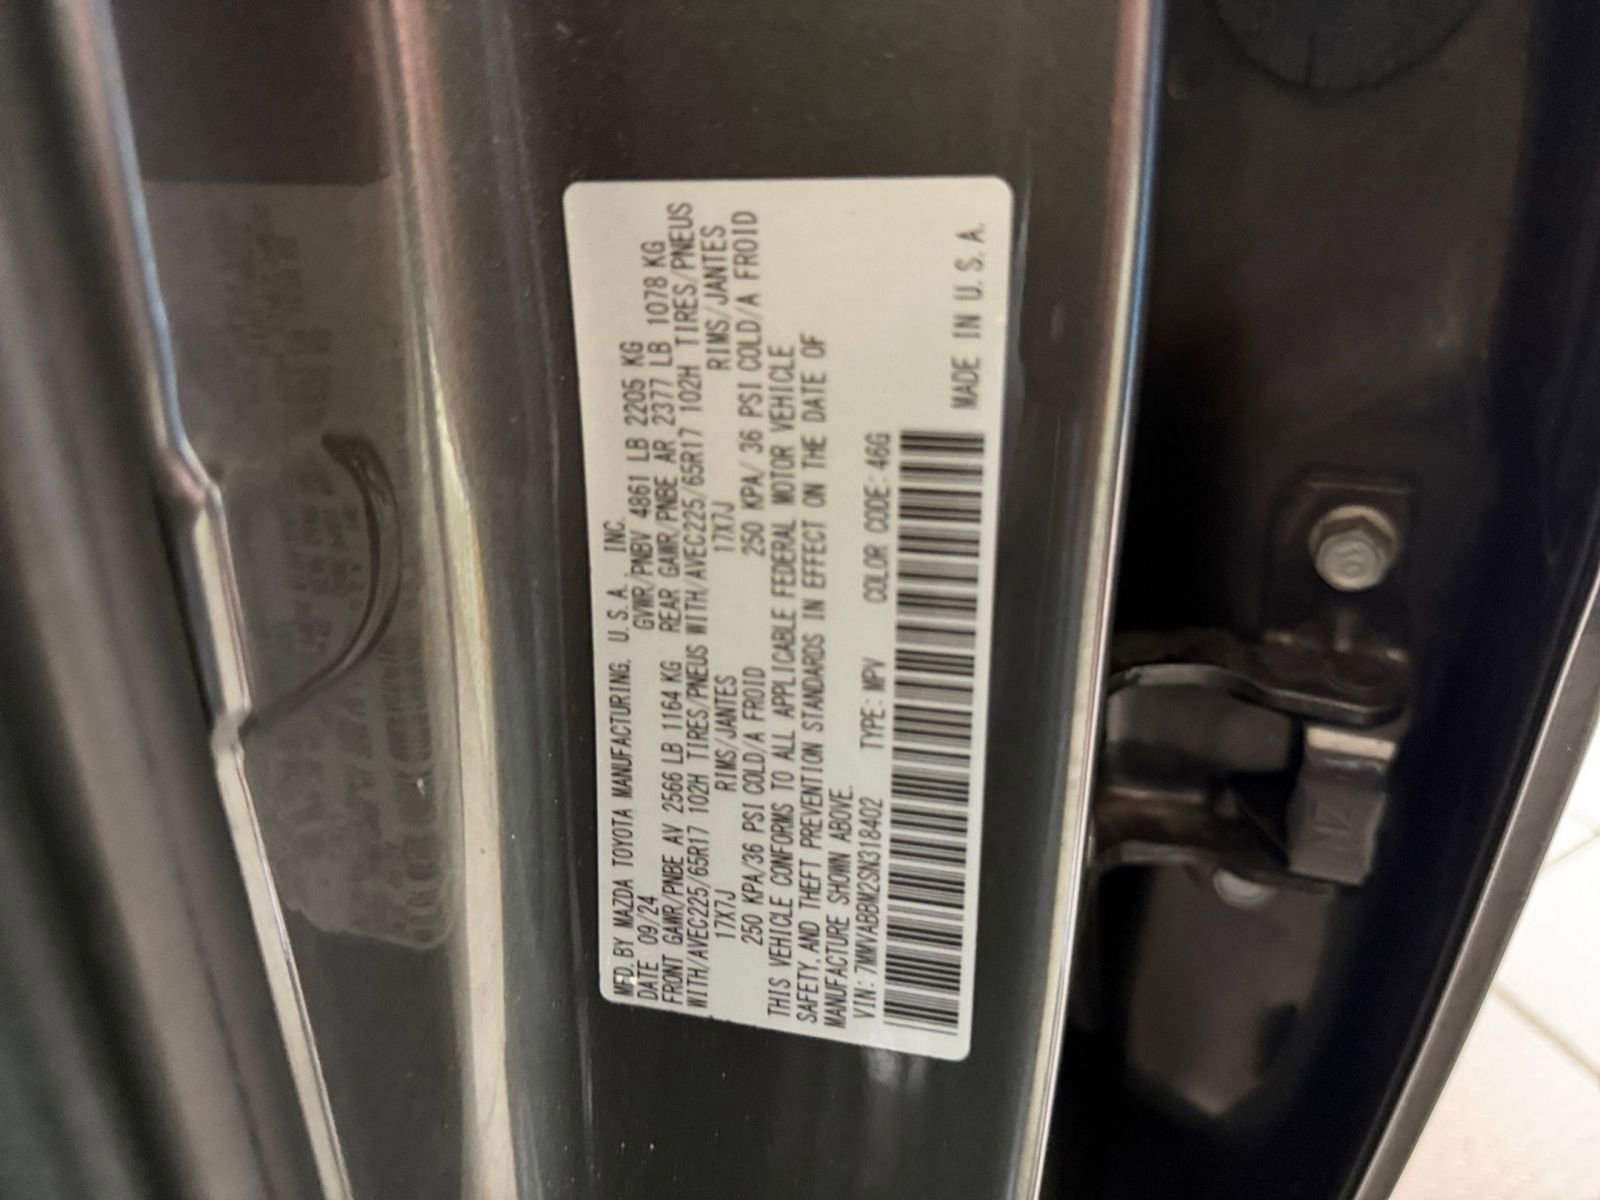 MFD. BY MAZDA TOYOTA MANUFACTURING, U.S.A., INC.
DATE 09/24 GVWR/PNBV 4861 LB 2205 KG
FRONT GAWR/PNBE AV 2566 LB 1164 KG REAR GAWR/PNBE AR 2377 LB 1078 KG
WITH/AVEC225/65R17 102H TIRES/PNEUS WITH/AVEC225/65R17 102H TIRES/PNEUS
17X7J RIMS/JANTES 17X7J RIMS/JANTES
250 KPA/36 PSI COLD/A FROID 250 KPA/ 36 PSI COLD/A FROID
THIS VEHICLE CONFORMS TO ALL APPLICABLE FEDERAL MOTOR VEHICLE
SAFETY, AND THEFT PREVENTION STANDARDS IN EFFECT ON THE DATE OF
MANUFACTURE SHOWN ABOVE.
VIN: 7MMVABBM2SN318402 TYPE: MPV COLOR CODE: 46G
MADE IN U.S.A.